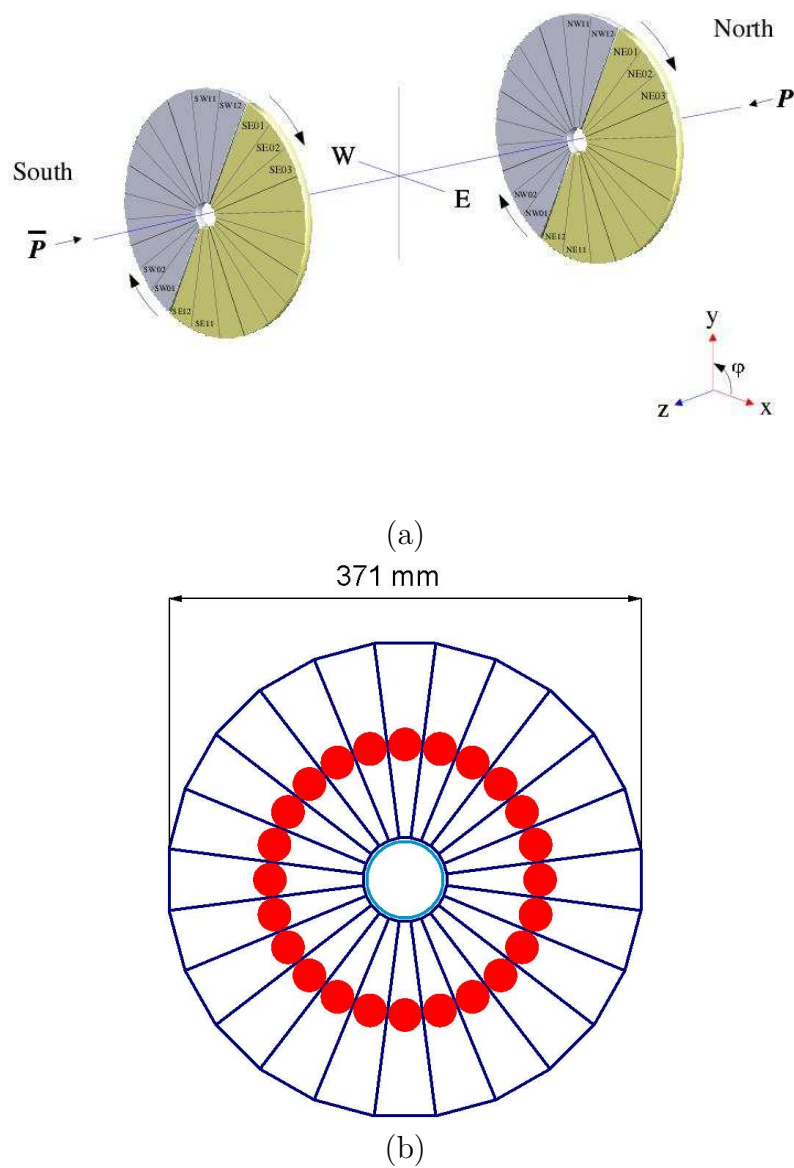 North
NW11
NW12
NE01
NE02
NE03
P
SW11
SW12
SE01
SE02
SE03
W
E
South
P̅
NW02
NW01
NE12
NE11
SW02
SW01
SE12
SE11
y
φ
z
x
(a)
371 mm
(b)